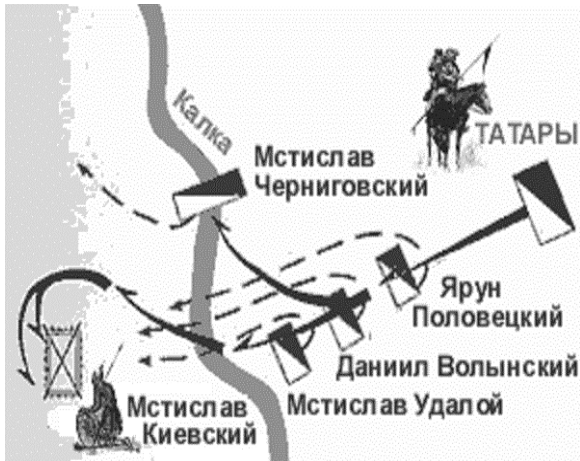 Калка
ТАТАРЫ
Мстислав
Черниговский
Ярун
Половецкий
Даниил Волынский
Мстислав Удалой
Мстислав
Киевский